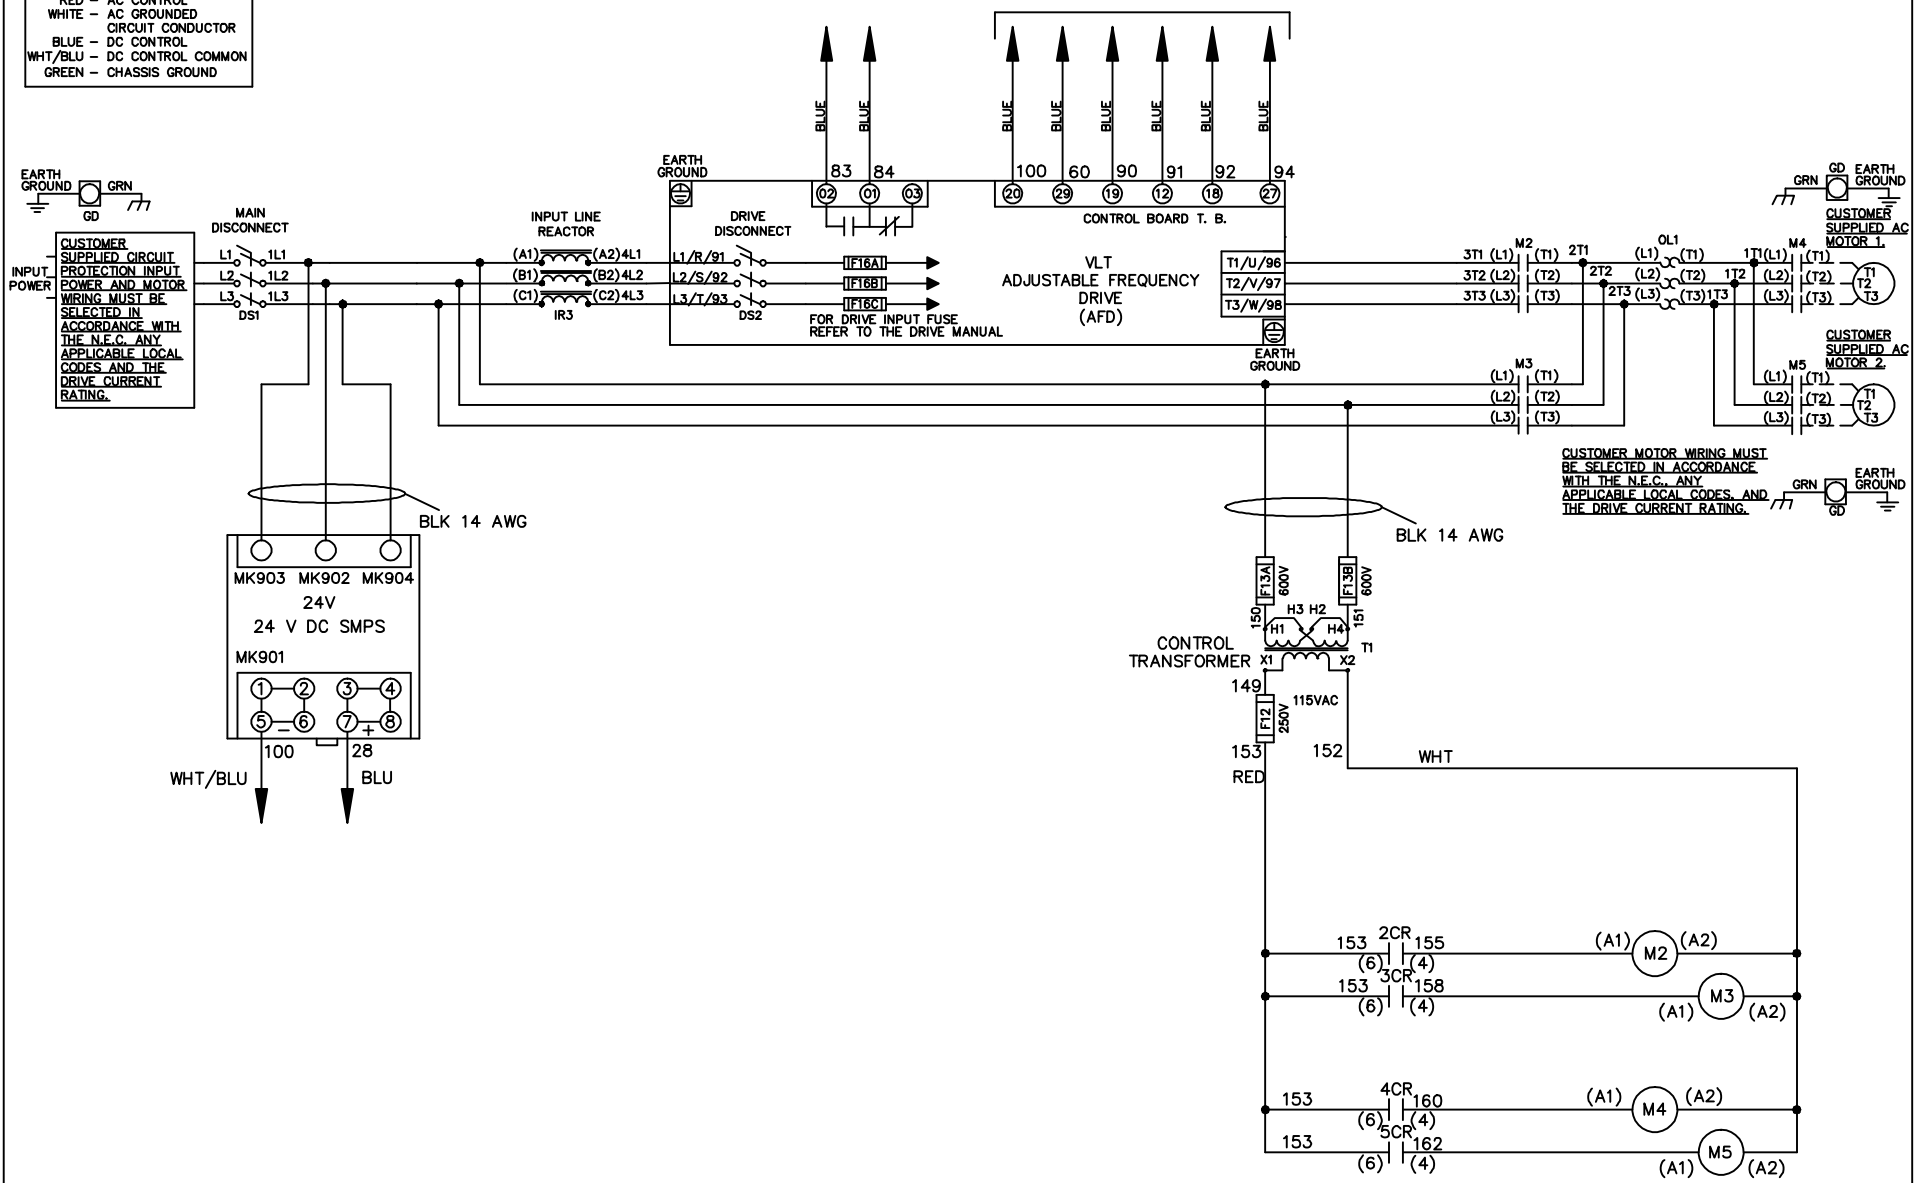 RED – AC CONTROL
WHITE – AC GROUNDED
CIRCUIT CONDUCTOR
BLUE – DC CONTROL
WHT/BLU – DC CONTROL COMMON
GREEN – CHASSIS GROUND
BLUE
BLUE
BLUE
BLUE
BLUE
BLUE
BLUE
BLUE
EARTH
GROUND
GRN
GD
EARTH
GROUND
83
84
100
60
90
91
92
94
02
01
03
20
29
19
12
18
27
CONTROL BOARD T. B.
GD
EARTH
GROUND
GRN
CUSTOMER
SUPPLIED AC
MOTOR 1.
INPUT
POWER
CUSTOMER
SUPPLIED CIRCUIT
PROTECTION INPUT
POWER AND MOTOR
WIRING MUST BE
SELECTED IN
ACCORDANCE WITH
THE N.E.C. ANY
APPLICABLE LOCAL
CODES AND THE
DRIVE CURRENT
RATING.
MAIN
DISCONNECT
L1 1L1
L2 1L2
L3 1L3
DS1
INPUT LINE
REACTOR
(A1) (A2) 4L1
(B1) (B2) 4L2
(C1) (C2) 4L3
IR3
DRIVE
DISCONNECT
L1/R/91
L2/S/92
L3/T/93
DS2
F16A
F16B
F16C
FOR DRIVE INPUT FUSE
REFER TO THE DRIVE MANUAL
VLT
ADJUSTABLE FREQUENCY
DRIVE
(AFD)
T1/U/96
T2/V/97
T3/W/98
EARTH
GROUND
M2
3T1 (L1) (T1) 2T1
3T2 (L2) (T2) 2T2
3T3 (L3) (T3) 2T3
OL1
(L1) (T1) 1T1
(L2) (T2) 1T2
(L3) (T3) 1T3
M4
(L1) (T1)
(L2) (T2)
(L3) (T3)
T1
T2
T3
M3
(L1) (T1)
(L2) (T2)
(L3) (T3)
CUSTOMER
SUPPLIED AC
MOTOR 2.
M5
(L1) (T1)
(L2) (T2)
(L3) (T3)
T1
T2
T3
CUSTOMER MOTOR WIRING MUST
BE SELECTED IN ACCORDANCE
WITH THE N.E.C., ANY
APPLICABLE LOCAL CODES, AND
THE DRIVE CURRENT RATING.
GRN
GD
EARTH
GROUND
BLK 14 AWG
MK903 MK902 MK904
24V
24 V DC SMPS
MK901
1 2 3 4
5 6 7 8
– +
100
28
WHT/BLU
BLU
BLK 14 AWG
F13A
600V
F13B
600V
150
151
H3 H2
H1
H4
T1
CONTROL
TRANSFORMER
X1
X2
149
115VAC
F12
250V
153
152
RED
WHT
2CR
153 155
(6) (4)
(A1) M2 (A2)
3CR
153 158
(6) (4)
(A1) M3 (A2)
4CR
153 160
(6) (4)
(A1) M4 (A2)
5CR
153 162
(6) (4)
(A1) M5 (A2)